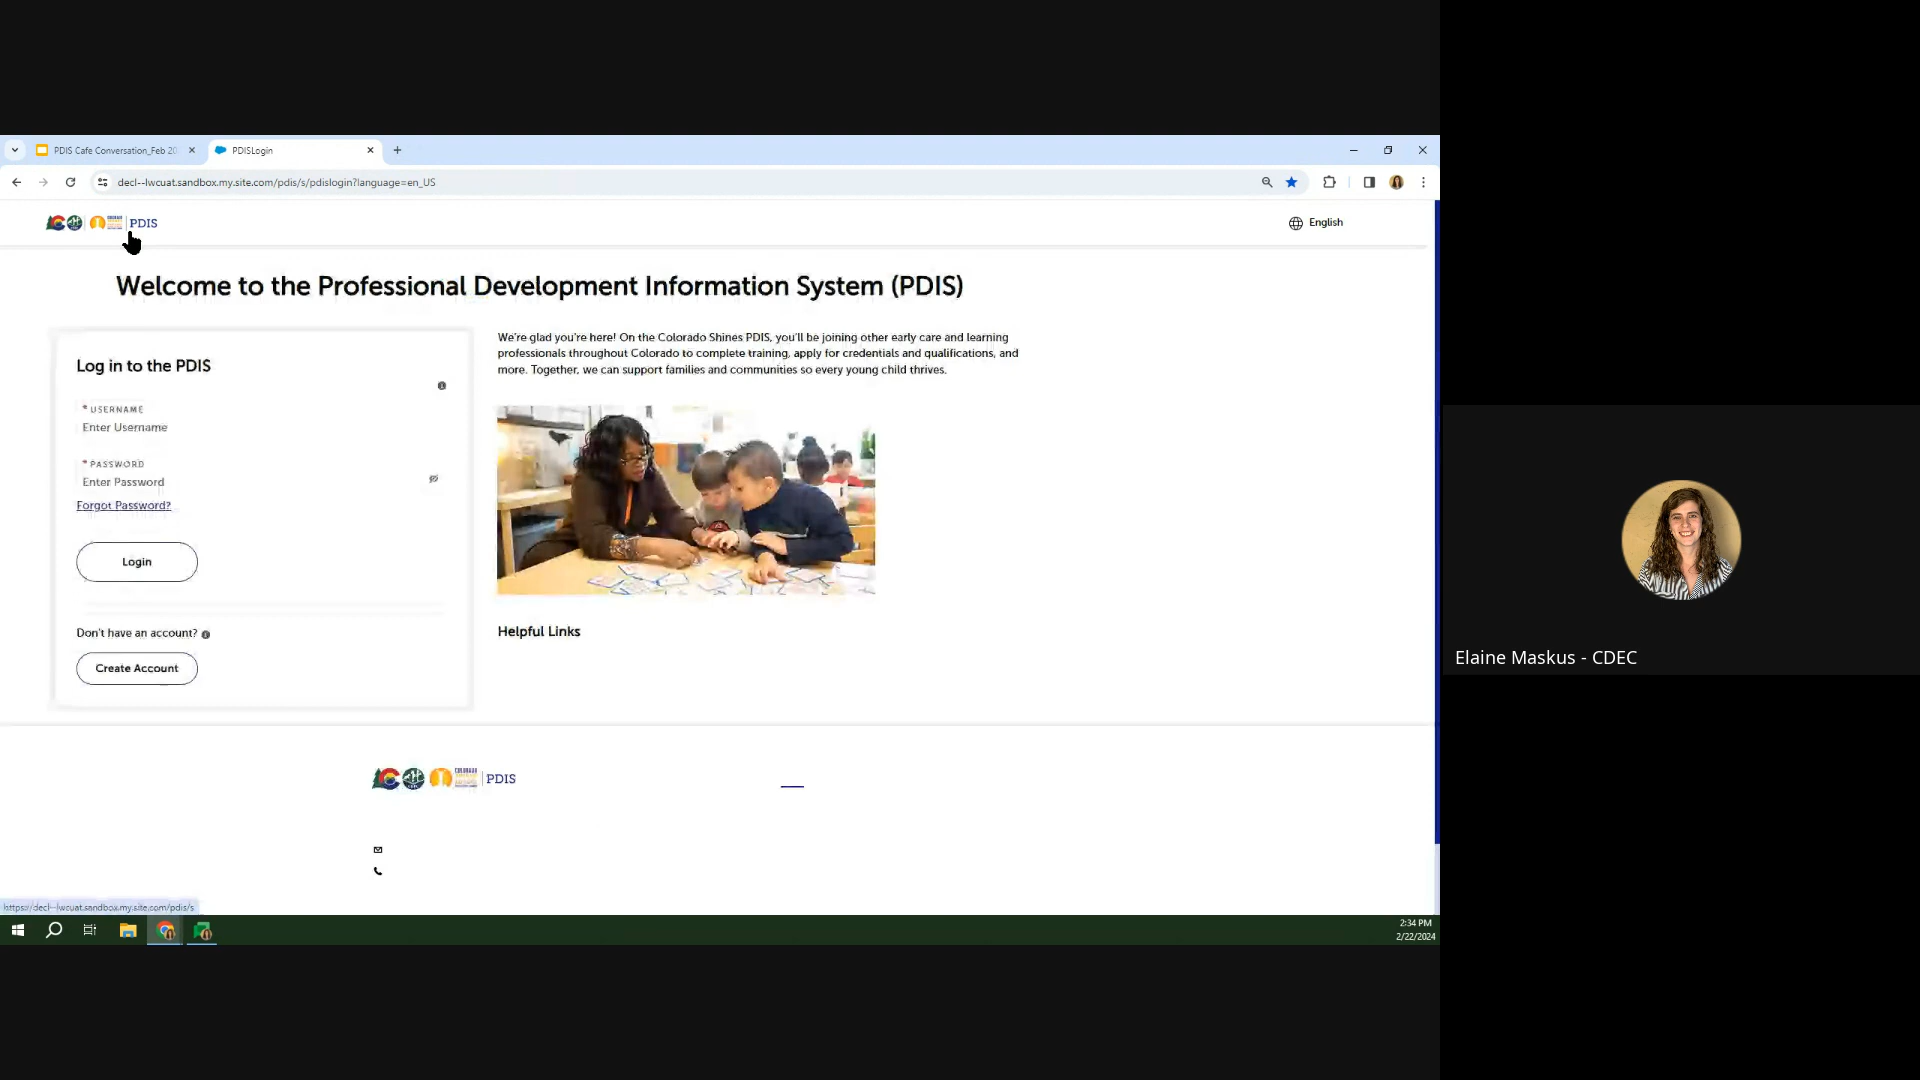 PDIS Cafe Conversation_Feb 20
PDISLogin
decl--lwcuat.sandbox.my.site.com/pdis/s/pdislogin?language=en_US
PDIS
English
Welcome to the Professional Development Information System (PDIS)
Log in to the PDIS
* USERNAME
Enter Username
* PASSWORD
Enter Password
Forgot Password?
Login
Don't have an account?
Create Account
We're glad you're here! On the Colorado Shines PDIS, you'll be joining other early care and learning
professionals throughout Colorado to complete training, apply for credentials and qualifications, and
more. Together, we can support families and communities so every young child thrives.
Helpful Links
PDIS
https://decl--lwcuat.sandbox.my.site.com/pdis/s
2:34 PM
2/22/2024
Elaine Maskus - CDEC